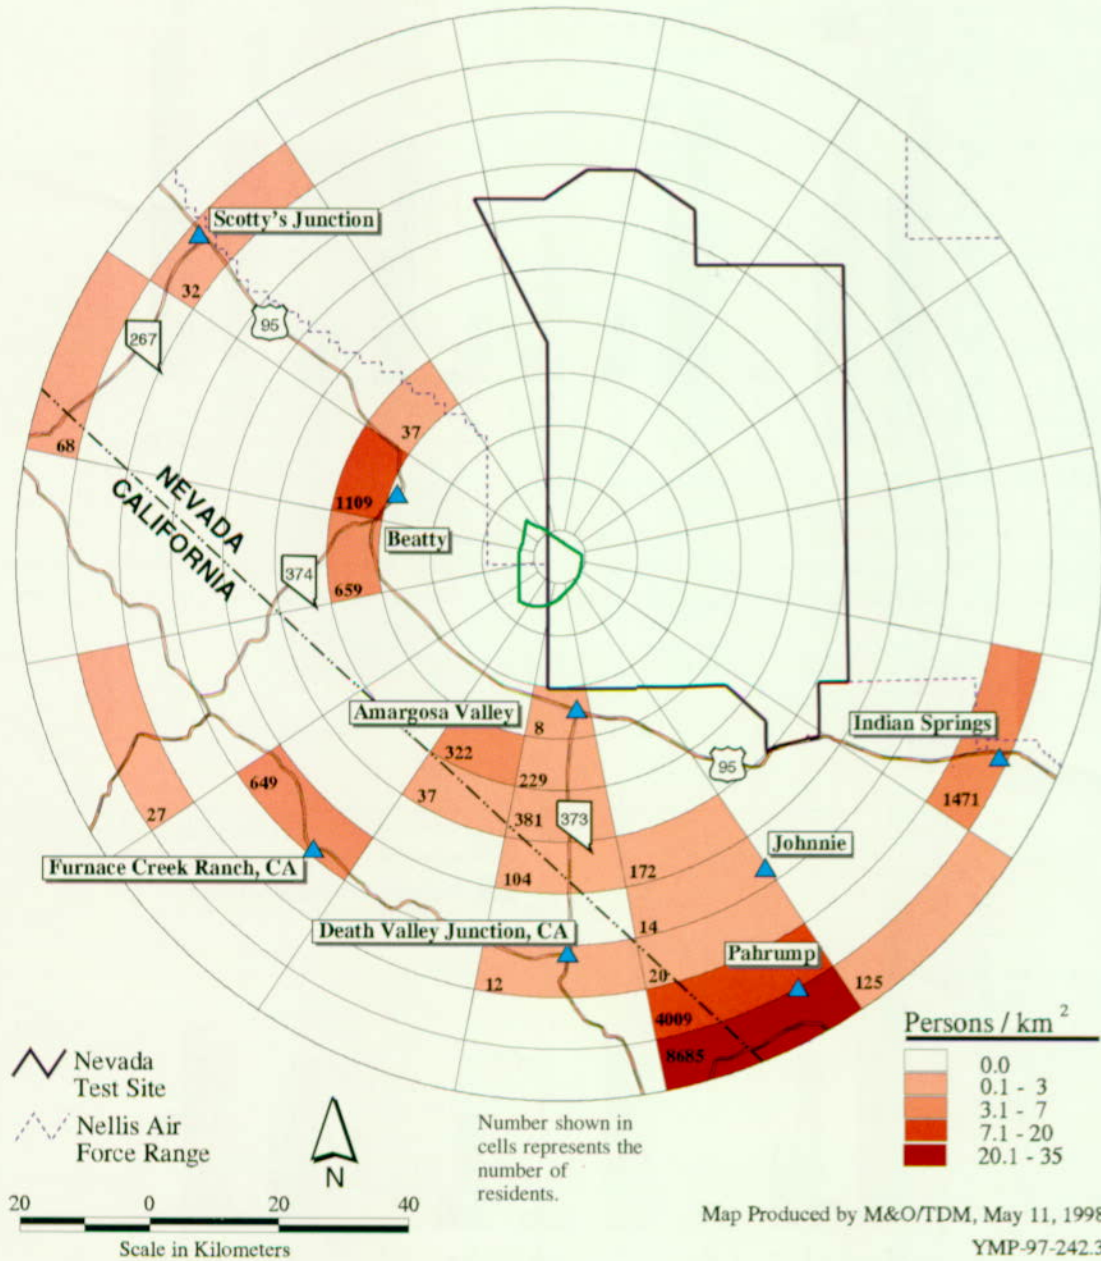 Scotty's Junction
32
95
267
68
37
NEVADA
CALIFORNIA
1109
Beatty
374
659
Amargosa Valley
8
Indian Springs
322
95
649
229
37
1471
27
381
373
Johnnie
Furnace Creek Ranch, CA
104
172
Death Valley Junction, CA
14
Pahrump
12
20
125
4009
8685
Persons / km 2
0.0
0.1 - 3
3.1 - 7
7.1 - 20
20.1 - 35
Nevada
Test Site
Nellis Air
Force Range
N
Number shown in
cells represents the
number of
residents.
20 0 20 40
Scale in Kilometers
Map Produced by M&O/TDM, May 11, 1998
YMP-97-242.3